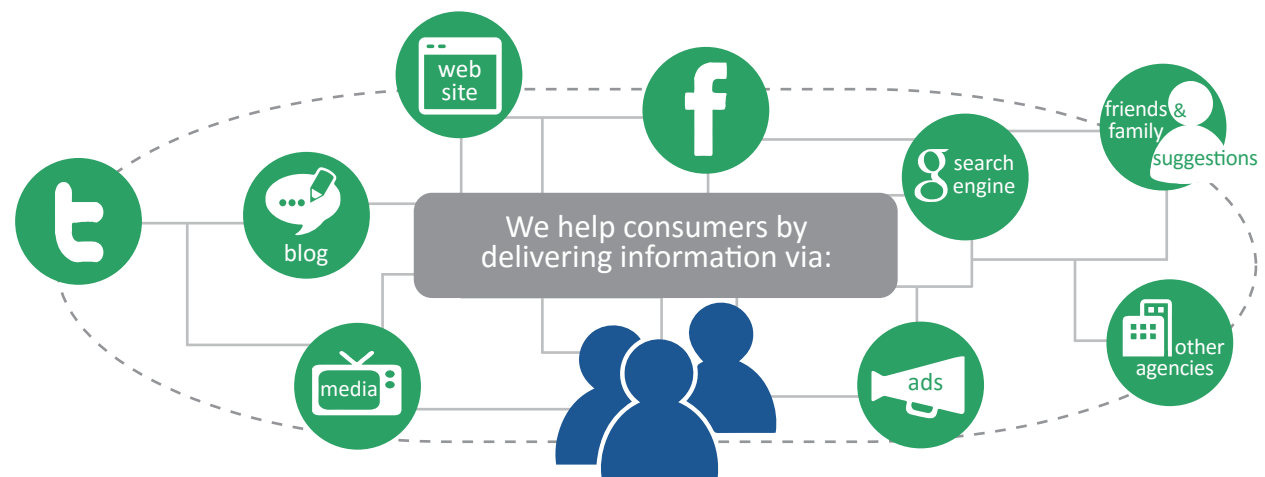 web
site
f
friends &
family
suggestions
g search
engine
t
blog
We help consumers by
delivering information via:
media
ads
other
agencies